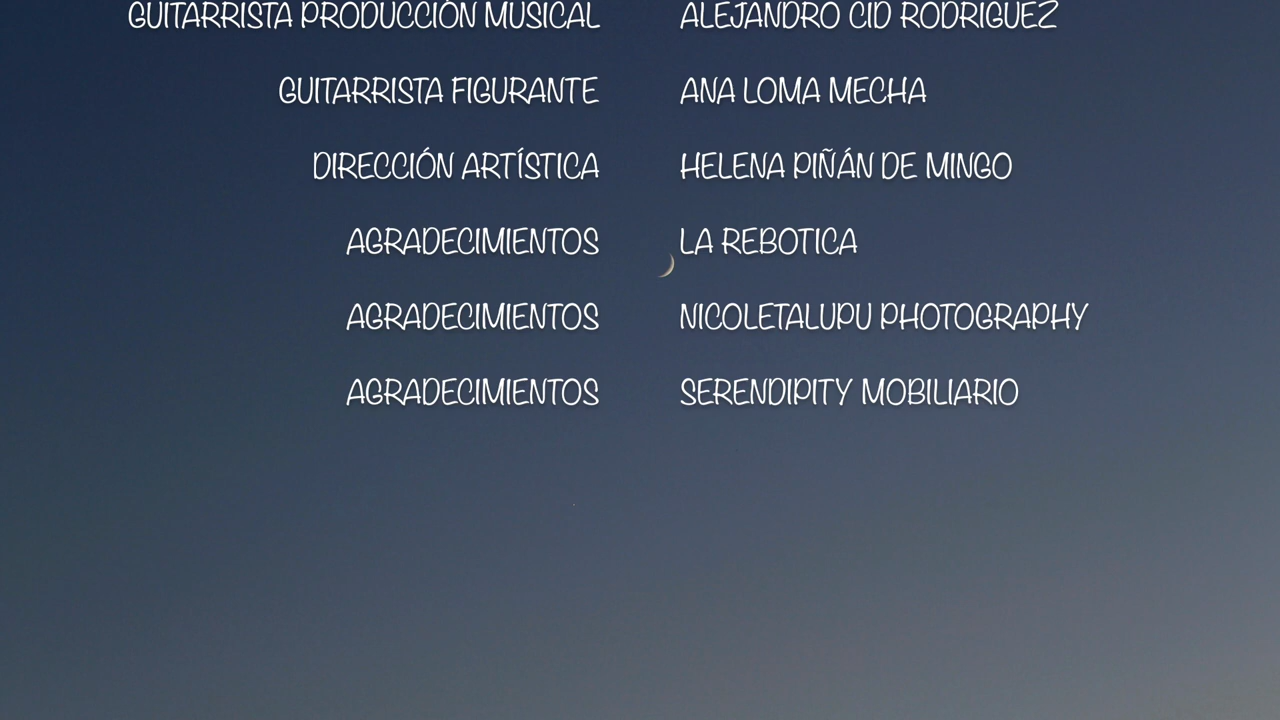 GUITARRISTA PRODUCCIÓN MUSICAL ALEJANDRO CID RODRIGUEZ
GUITARRISTA FIGURANTE ANA LOMA MECHA
DIRECCIÓN ARTÍSTICA HELENA PIÑÁN DE MINGO
AGRADECIMIENTOS LA REBOTICA
AGRADECIMIENTOS NICOLETALUPU PHOTOGRAPHY
AGRADECIMIENTOS SERENDIPITY MOBILIARIO